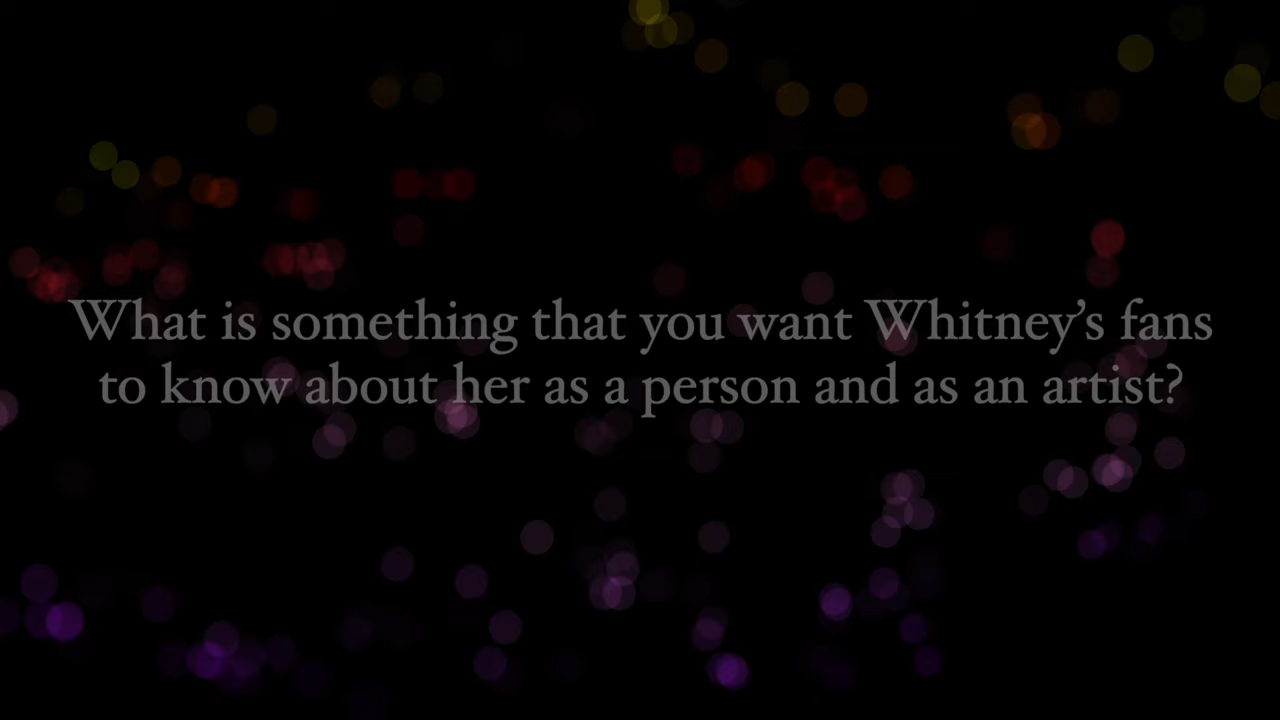 What is something that you want Whitney’s fans
to know about her as a person and as an artist?